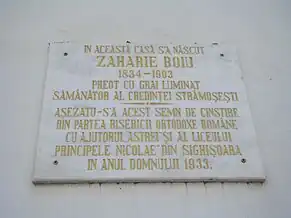 IN ACEASTĂ CASĂ S'A NĂSCUT
ZAHARIE BOIU
1834-1903
PREOT CU GRAI LUMINAT
SĂMĂNĂTOR AL CREDINȚEI STRĂMOȘEȘTI
AȘEZATU-S'A ACEST SEMN DE CINSTIRE
DIN PARTEA BISERICII ORTODOXE ROMÂNE
CU AJUTORUL ASTREI ȘI AL LICEULUI
PRINCIPELE NICOLAE DIN SIGHIȘOARA
IN ANUL DOMNULUI 1933.